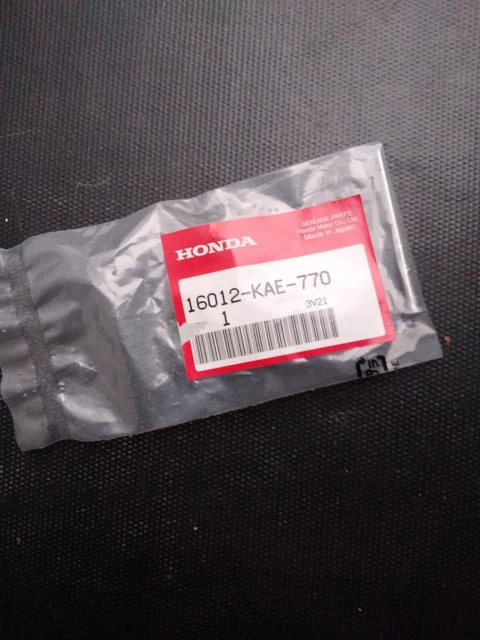 GENUINE PARTS
Honda Motor Co., Ltd.
Made in Japan
HONDA
16012-KAE-770
1
3V21